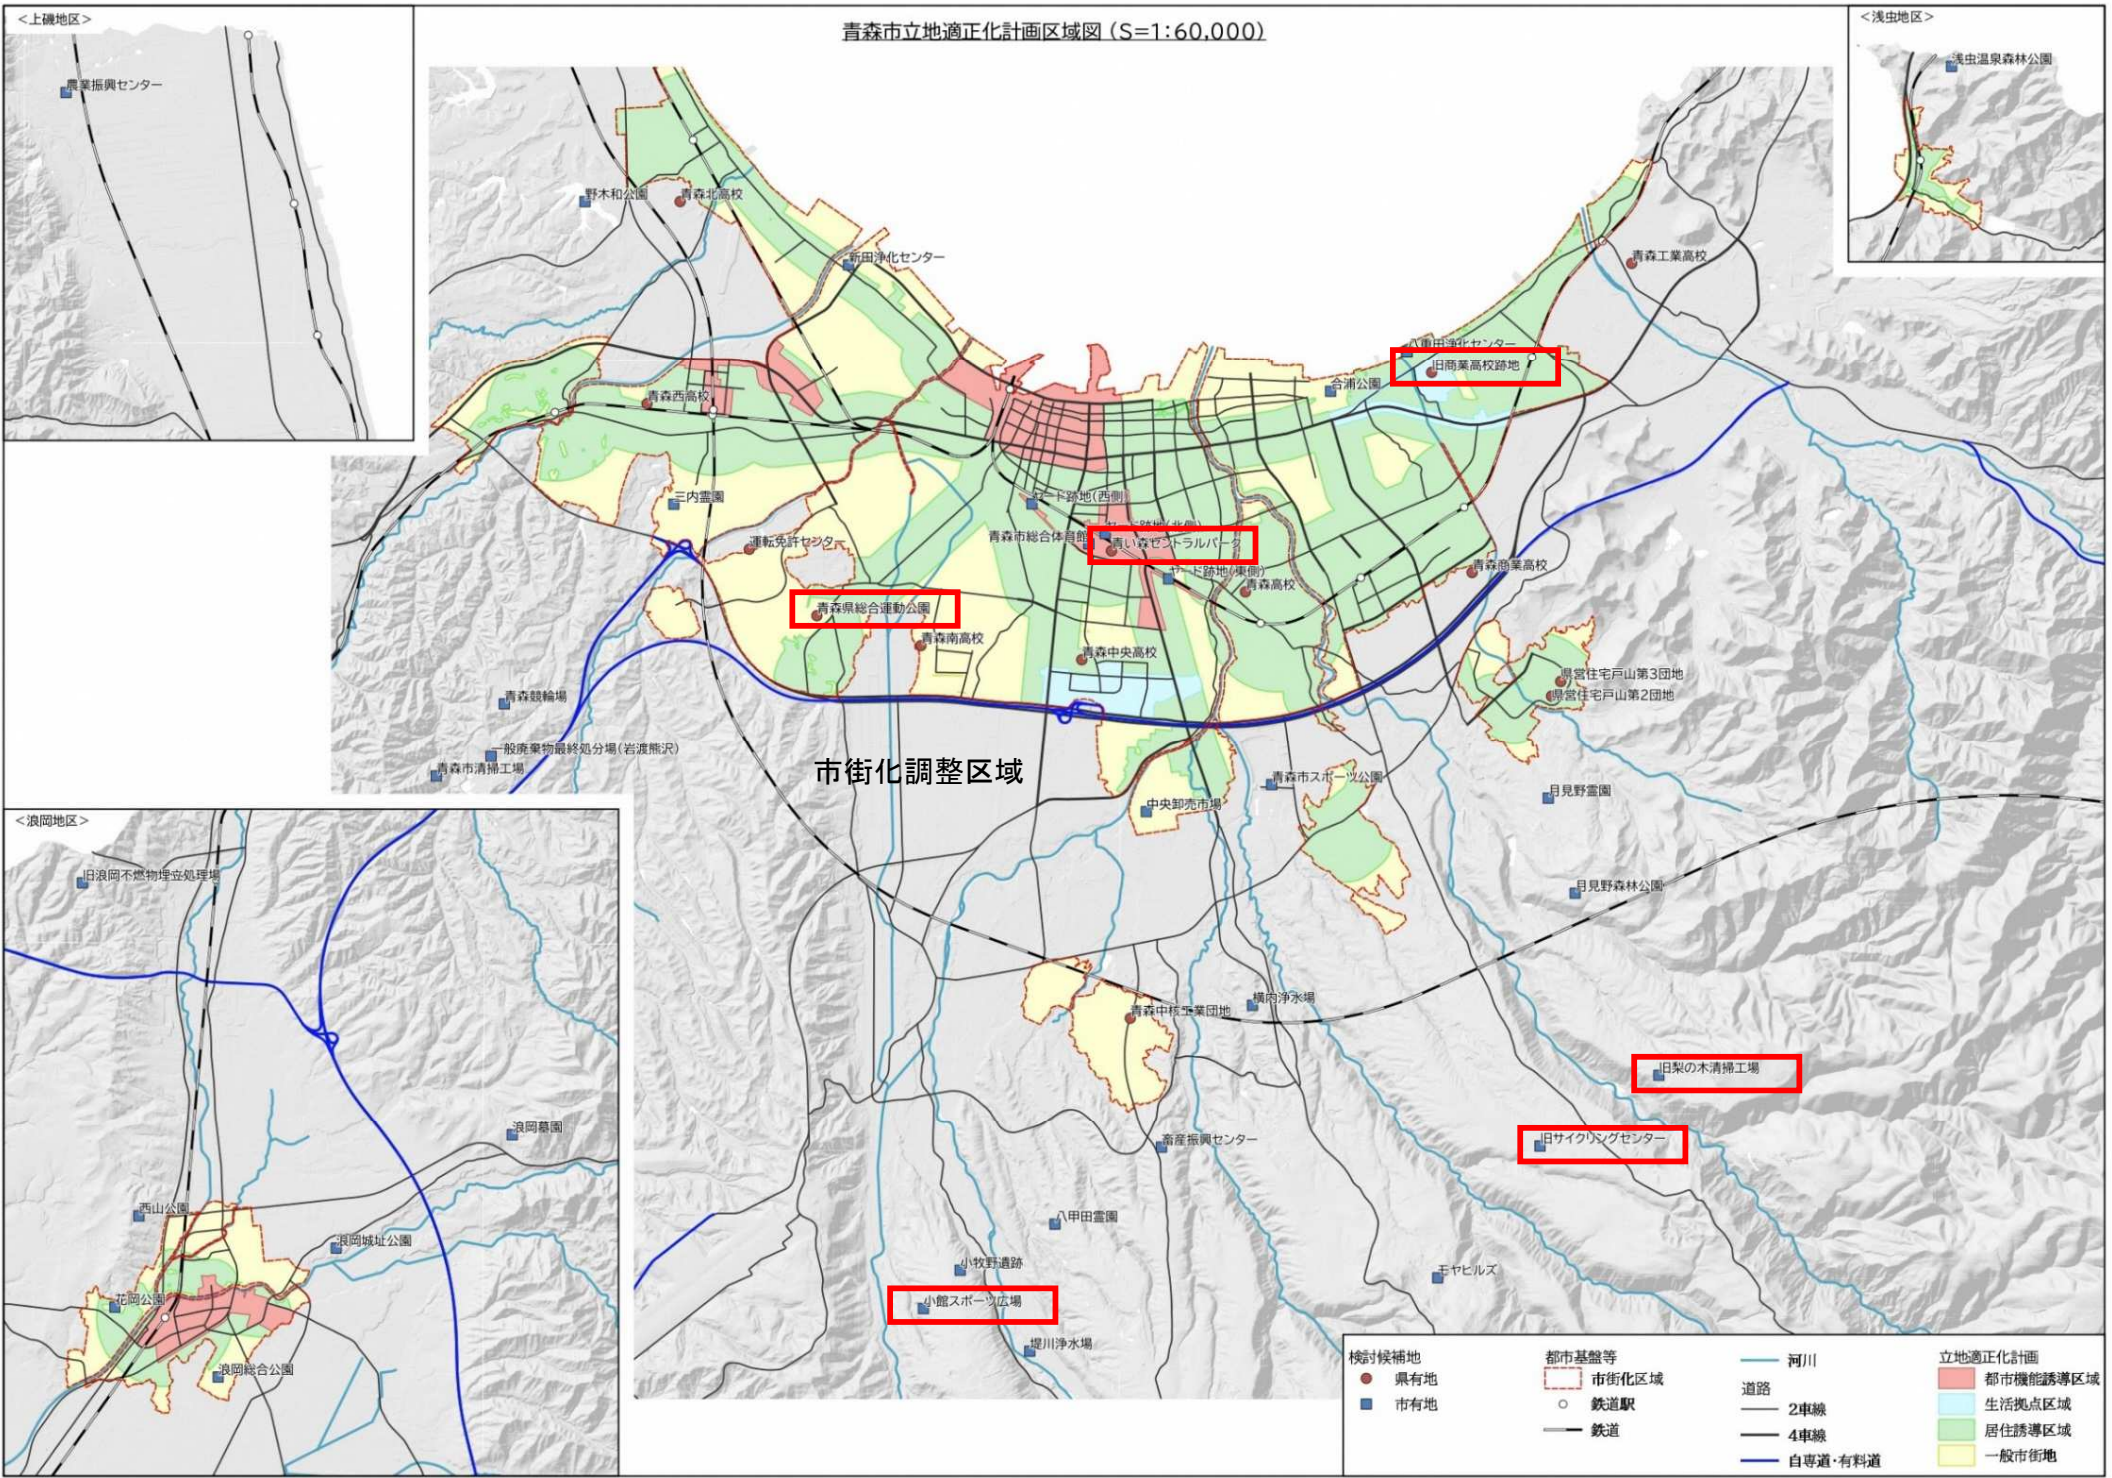 青森市立地適正化計画区域図（S=1:60,000）
＜上磯地区＞
農業振興センター
＜浅虫地区＞
浅虫温泉森林公園
野木和公園
青森北高校
新田浄化センター
青森工業高校
八重田浄化センター
旧商業高校跡地
合浦公園
青森西高校
三内霊園
ヤード跡地（西側）
ヤード跡地（北側）
青森市総合体育館
青い森セントラルパーク
運転免許センター
ヤード跡地（東側）
青森高校
青森商業高校
青森県総合運動公園
青森南高校
青森中央高校
県営住宅戸山第3団地
県営住宅戸山第2団地
青森競輪場
一般廃棄物最終処分場（岩渡熊沢）
青森市清掃工場
市街化調整区域
青森市スポーツ公園
月見野霊園
中央卸売市場
月見野森林公園
＜浪岡地区＞
旧浪岡不燃物埋立処理場
浪岡墓園
西山公園
浪岡城址公園
花岡公園
浪岡総合公園
横内浄水場
青森中核工業団地
旧梨の木清掃工場
旧サイクリングセンター
畜産振興センター
八甲田霊園
小牧野遺跡
モヤヒルズ
小館スポーツ広場
堤川浄水場
検討候補地
県有地
市有地
都市基盤等
市街化区域
鉄道駅
鉄道
河川
道路
2車線
4車線
自専道・有料道
立地適正化計画
都市機能誘導区域
生活拠点区域
居住誘導区域
一般市街地